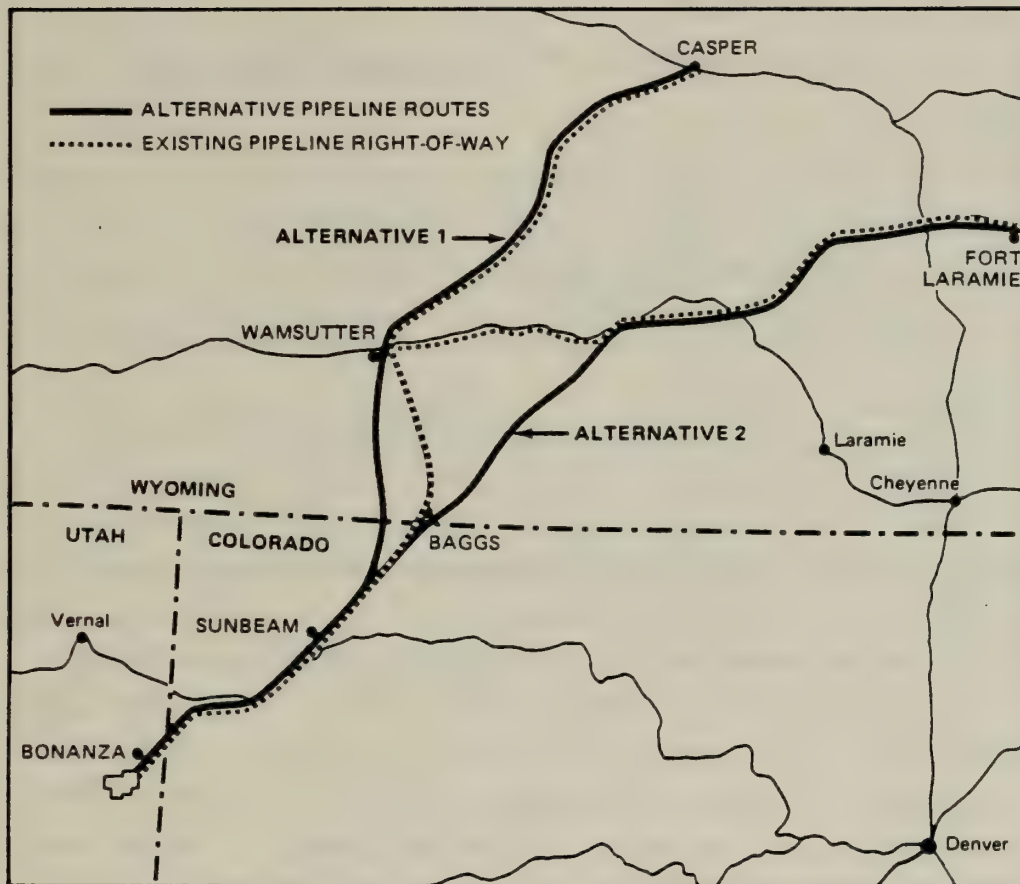 CASPER
ALTERNATIVE PIPELINE ROUTES
EXISTING PIPELINE RIGHT-OF-WAY
ALTERNATIVE 1
FORT
LARAMIE
WAMSUTTER
ALTERNATIVE 2
Laramie
Cheyenne
WYOMING
UTAH
COLORADO
BAGGS
Vernal
SUNBEAM
BONANZA
Denver